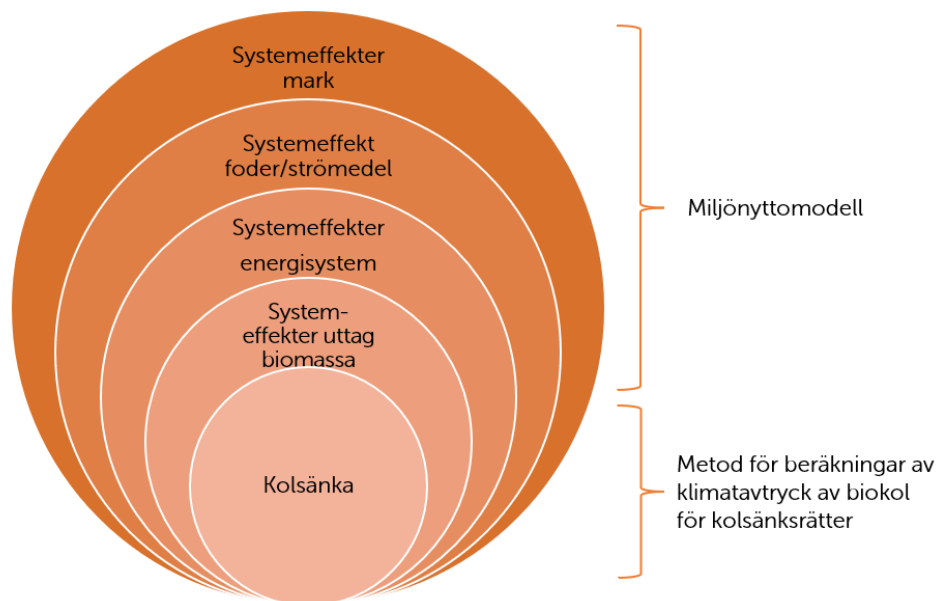 Systemeffekter
mark
Systemeffekt
foder/strömedel
Systemeffekter
energisystem
System-
effekter uttag
biomassa
Kolsänka
Miljönyttomodell
Metod för beräkningar av
klimatavtryck av biokol
för kolsänksrätter